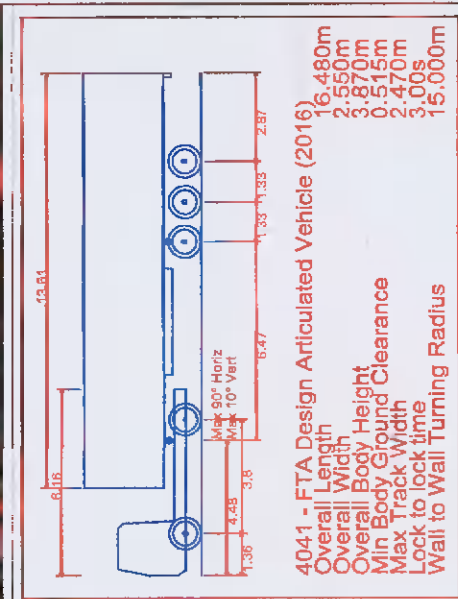 13.61
6.16
Max 90° Horiz
Max 10° Vert
1.36
4.48
3.8
6.47
1.33
1.33
2.87
4041 - FTA Design Articulated Vehicle (2016)
Overall Length 16.480m
Overall Width 2.550m
Overall Body Height 3.870m
Min Body Ground Clearance 0.515m
Max Track Width 2.470m
Lock to lock time 3.00s
Wall to Wall Turning Radius 15.000m